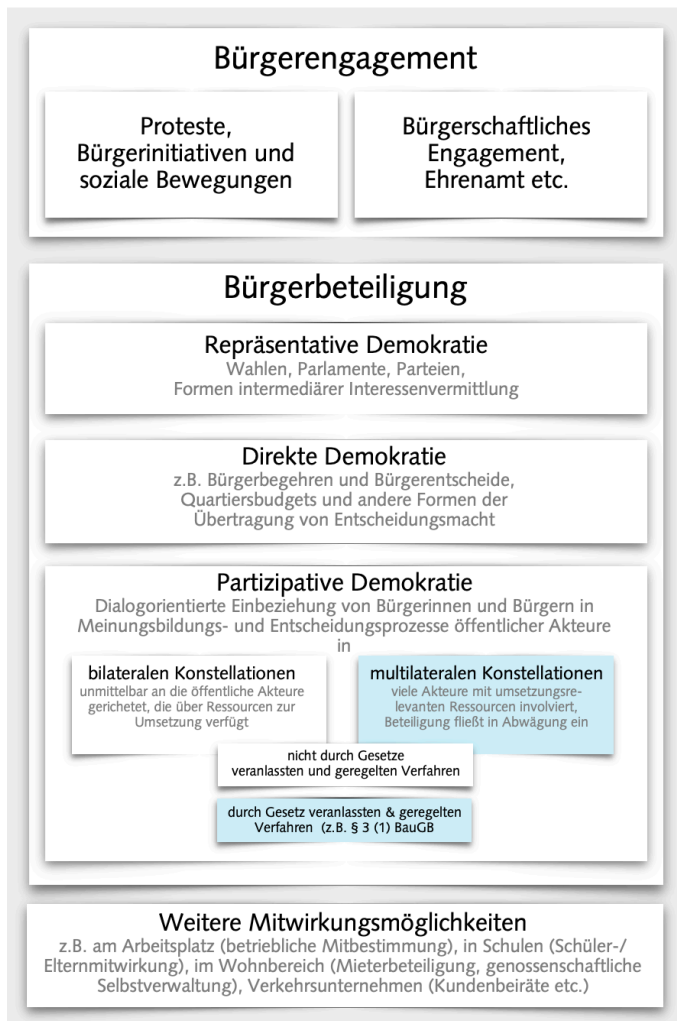 Bürgerengagement
Proteste,
Bürgerinitiativen und
soziale Bewegungen
Bürgerschaftliches
Engagement,
Ehrenamt etc.
Bürgerbeteiligung
Repräsentative Demokratie
Wahlen, Parlamente, Parteien,
Formen intermediärer Interessenvermittlung
Direkte Demokratie
z.B. Bürgerbegehren und Bürgerentscheide,
Quartiersbudgets und andere Formen der
Übertragung von Entscheidungsmacht
Partizipative Demokratie
Dialogorientierte Einbeziehung von Bürgerinnen und Bürgern in
Meinungsbildungs- und Entscheidungsprozesse öffentlicher Akteure
in
bilateralen Konstellationen
unmittelbar an die öffentliche Akteure
gerichetet, die über Ressourcen zur
Umsetzung verfügt
multilateralen Konstellationen
viele Akteure mit umsetzungsre-
levanten Ressourcen involviert,
Beteiligung fließt in Abwägung ein
nicht durch Gesetze
veranlassten und geregelten Verfahren
durch Gesetz veranlassten & geregelten
Verfahren (z.B. § 3 (1) BauGB
Weitere Mitwirkungsmöglichkeiten
z.B. am Arbeitsplatz (betriebliche Mitbestimmung), in Schulen (Schüler-/
Elternmitwirkung), im Wohnbereich (Mieterbeteiligung, genossenschaftliche
Selbstverwaltung), Verkehrsunternehmen (Kundenbeiräte etc.)